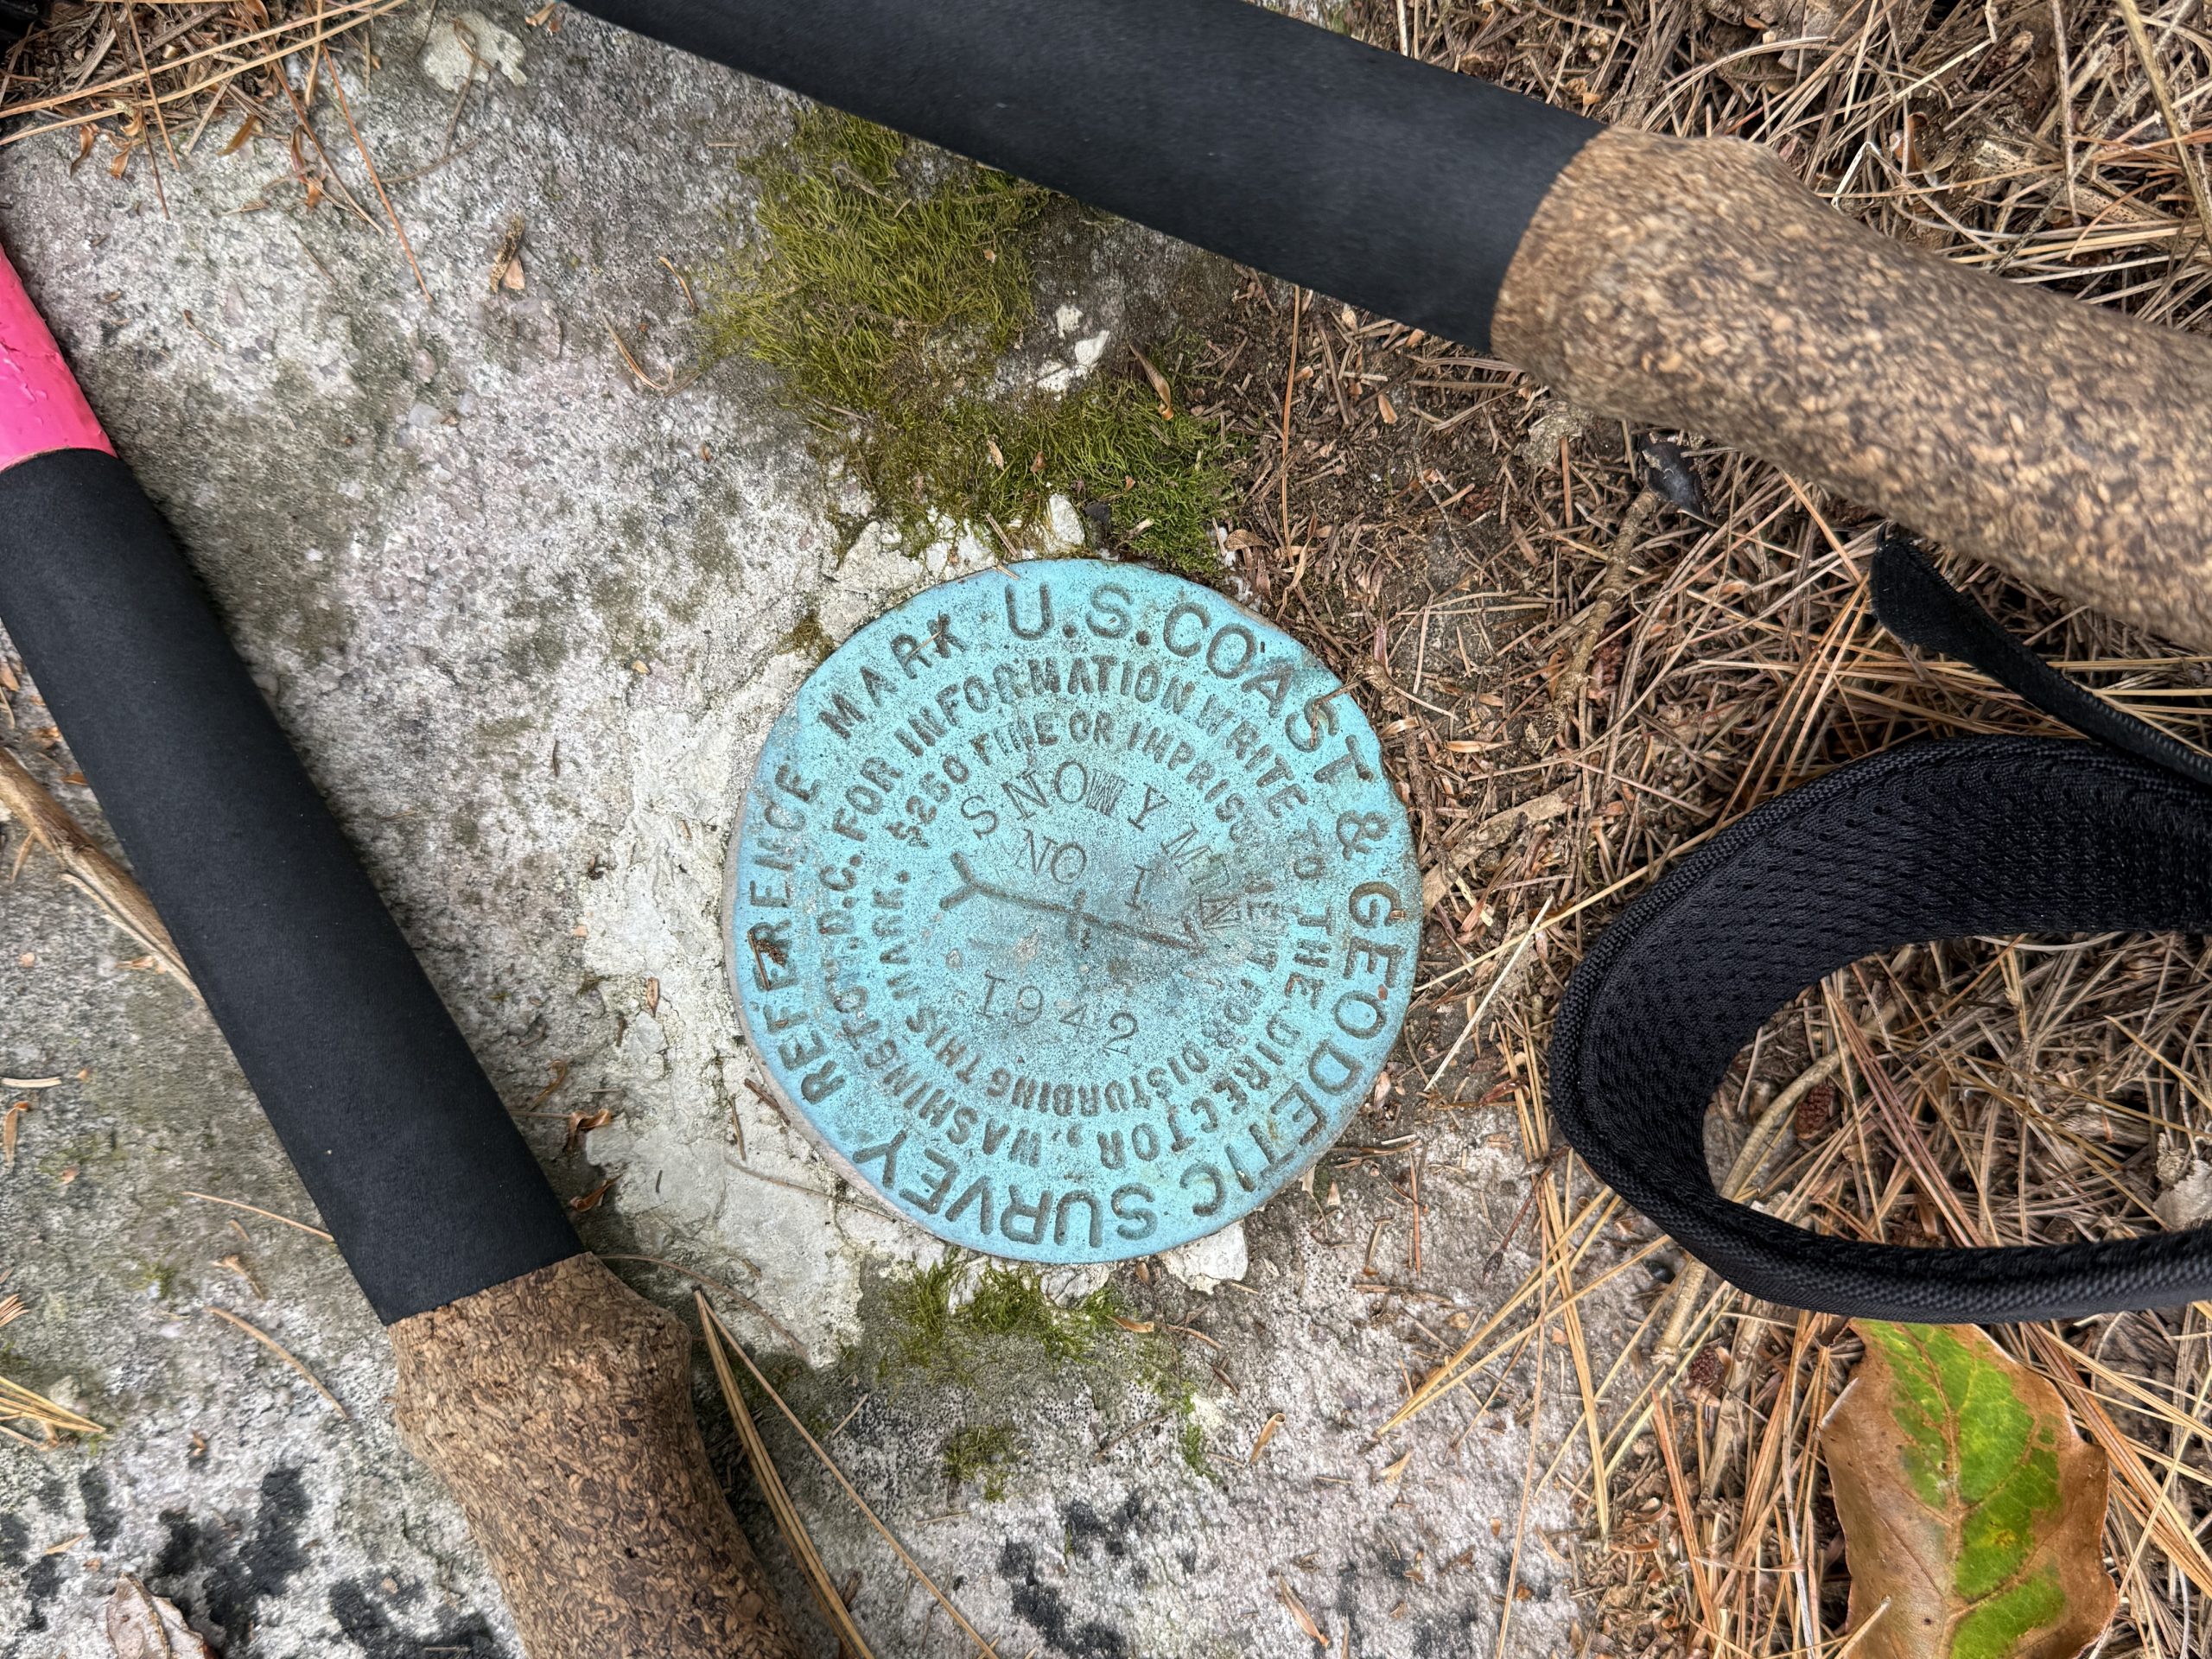 U.S. COAST & GEODETIC SURVEY REFERENCE MARK
FOR INFORMATION WRITE TO THE DIRECTOR, WASHINGTON, D.C.
$250 FINE OR IMPRISONMENT FOR DISTURBING THIS MARK.
SNOWY MTN
NO 1
1942